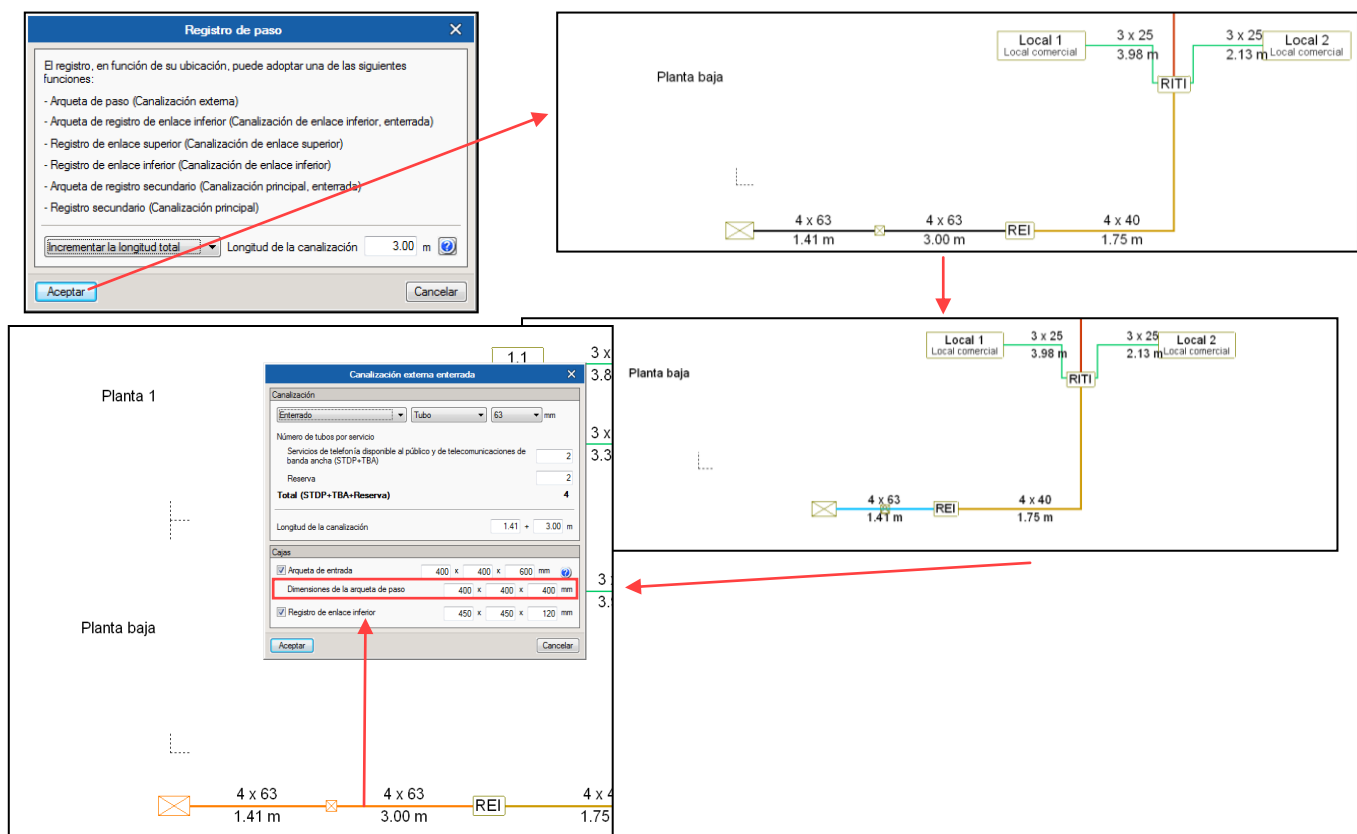 Registro de paso
El registro, en función de su ubicación, puede adoptar una de las siguientes
funciones:
- Arqueta de paso (Canalización externa)
- Arqueta de registro de enlace inferior (Canalización de enlace inferior, enterrada)
- Registro de enlace superior (Canalización de enlace superior)
- Registro de enlace inferior (Canalización de enlace inferior)
- Arqueta de registro secundario (Canalización principal, enterrada)
- Registro secundario (Canalización principal)
Incrementar la longitud total Longitud de la canalización 3.00 m
Aceptar Cancelar
Planta baja
Local 1
Local comercial
3 x 25
3.98 m
3 x 25
2.13 m
Local 2
Local comercial
RITI
4 x 63
1.41 m
4 x 63
3.00 m
REI
4 x 40
1.75 m
Planta baja
Local 1
Local comercial
3 x 25
3.98 m
3 x 25
2.13 m
Local 2
Local comercial
RITI
4 x 63
1.41 m
REI
4 x 40
1.75 m
Planta 1
1.1
3 x
3.8
3 x
3.3
3
3.
Canalización externa enterrada
Canalización
Enterrado Tubo 63 mm
Número de tubos por servicio
Servicios de telefonía disponible al público y de telecomunicaciones de
banda ancha (STDP+TBA) 2
Reserva 2
Total (STDP+TBA+Reserva) 4
Longitud de la canalización 1.41 + 3.00 m
Cajas
Arqueta de entrada 400 x 400 x 600 mm
Dimensiones de la arqueta de paso 400 x 400 x 400 mm
Registro de enlace inferior 450 x 450 x 120 mm
Aceptar Cancelar
Planta baja
4 x 63
1.41 m
4 x 63
3.00 m
REI
4 x 4
1.75